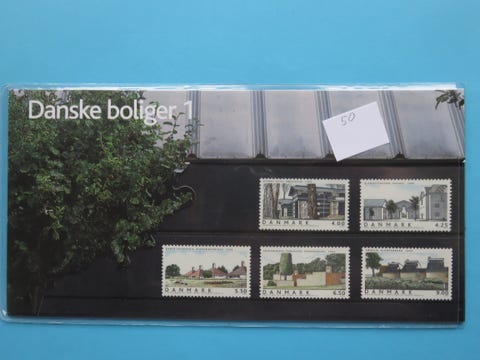 Danske boliger 1
50
DANMARK 4.00
DANMARK 4.25
DANMARK 5.50
DANMARK 6.50
DANMARK 9.00